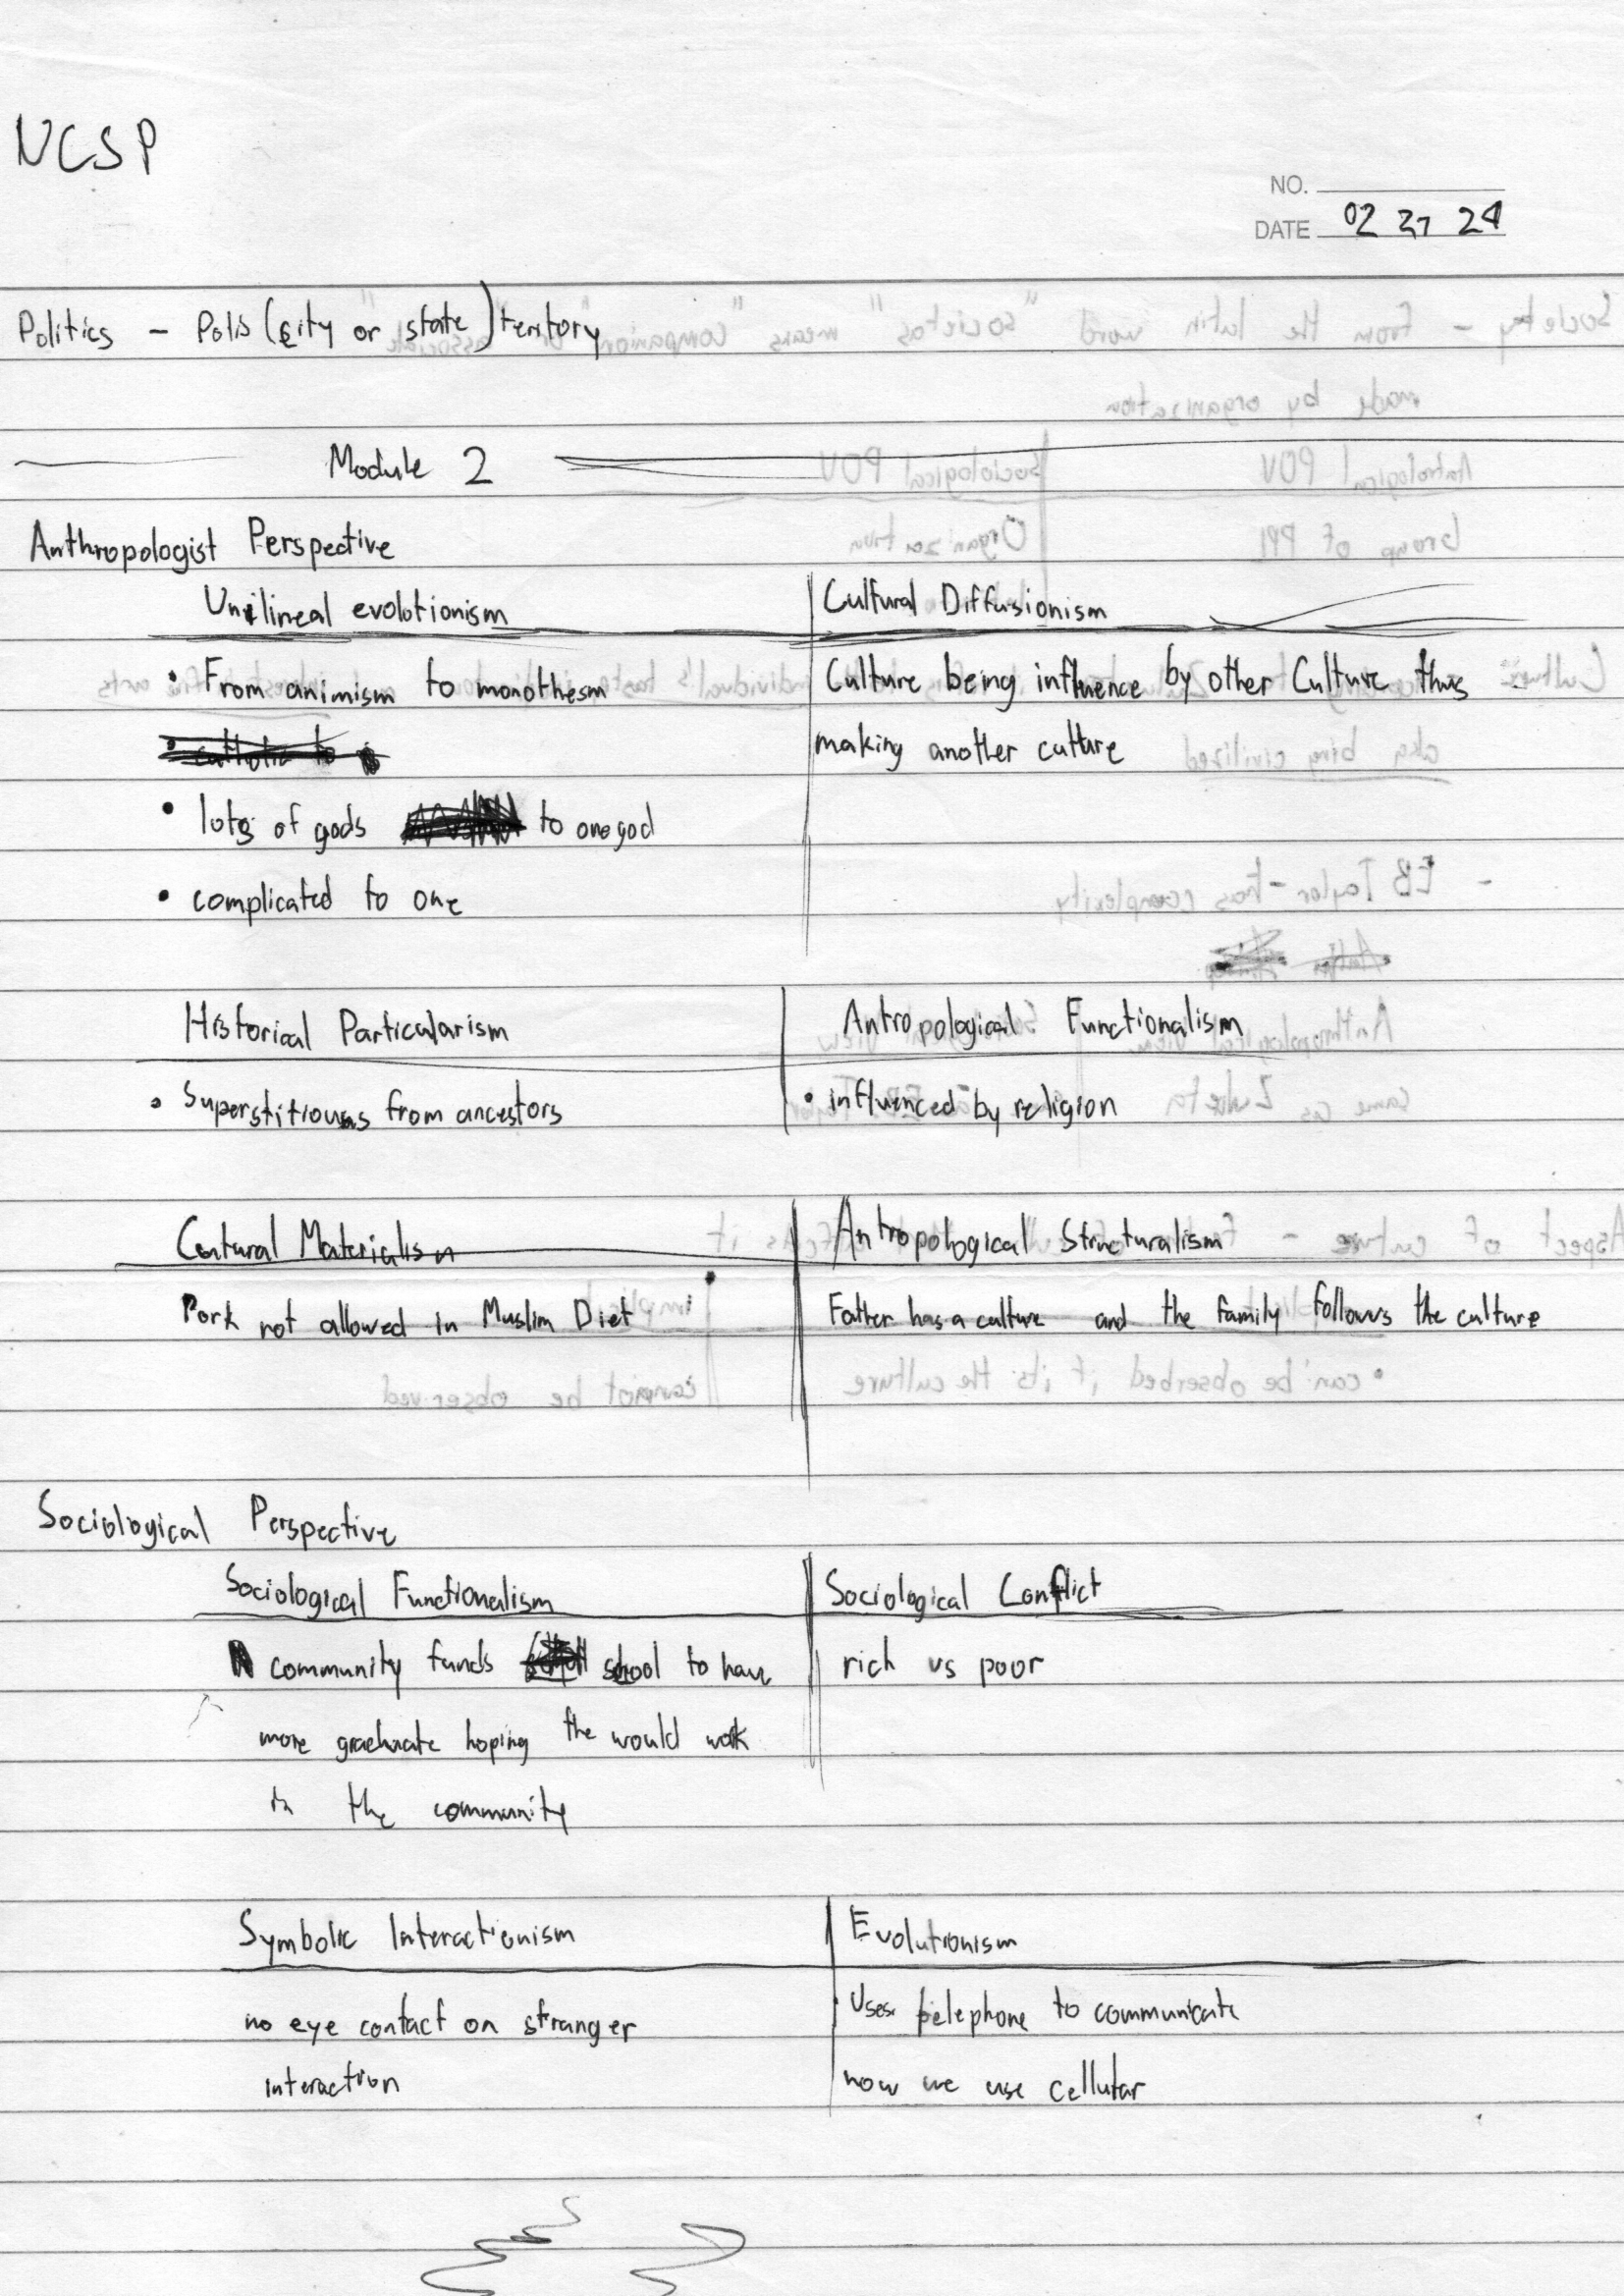 NCSP
NO.
DATE 02 27 24
Politics - Polis (city or state) territory
Module 2
Anthropologist Perspective
Unilineal evolotionism
• From animism to monothesm
• lots of gods to one god
• complicated to one
Cultural Diffusionism
Culture being influence by other Culture thus
making another culture
Historical Particularism
• Superstitious from ancestors
Antropological Functionalism
• influenced by religion
Cultural Materialism
Pork not allowed in Muslim Diet
Antropological Structuralism
Father has a culture and the family follows the culture
Sociological Perspective
Sociological Functionalism
community funds school to have
more graduate hoping the would work
in the community
Sociological Conflict
rich vs poor
Symbolic Interactionism
no eye contact on stranger
interaction
Evolutionism
• Uses telephone to communicate
now we use cellular